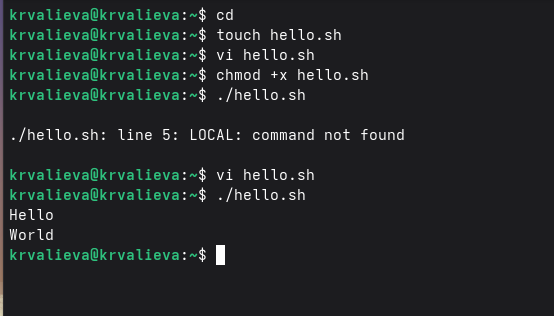 krvalieva@krvalieva:~$ cd
krvalieva@krvalieva:~$ touch hello.sh
krvalieva@krvalieva:~$ vi hello.sh
krvalieva@krvalieva:~$ chmod +x hello.sh
krvalieva@krvalieva:~$ ./hello.sh
./hello.sh: line 5: LOCAL: command not found
krvalieva@krvalieva:~$ vi hello.sh
krvalieva@krvalieva:~$ ./hello.sh
Hello
World
krvalieva@krvalieva:~$